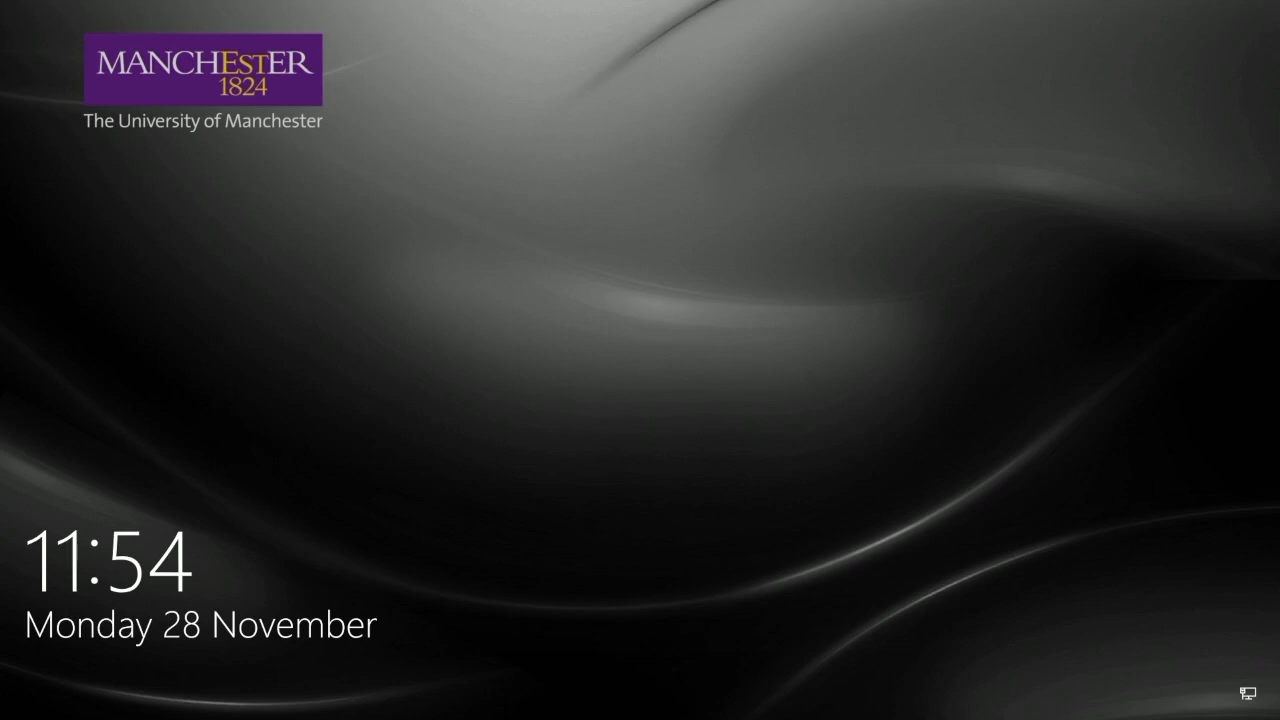 MANCHEsTER
1824
The University of Manchester
11:54
Monday 28 November